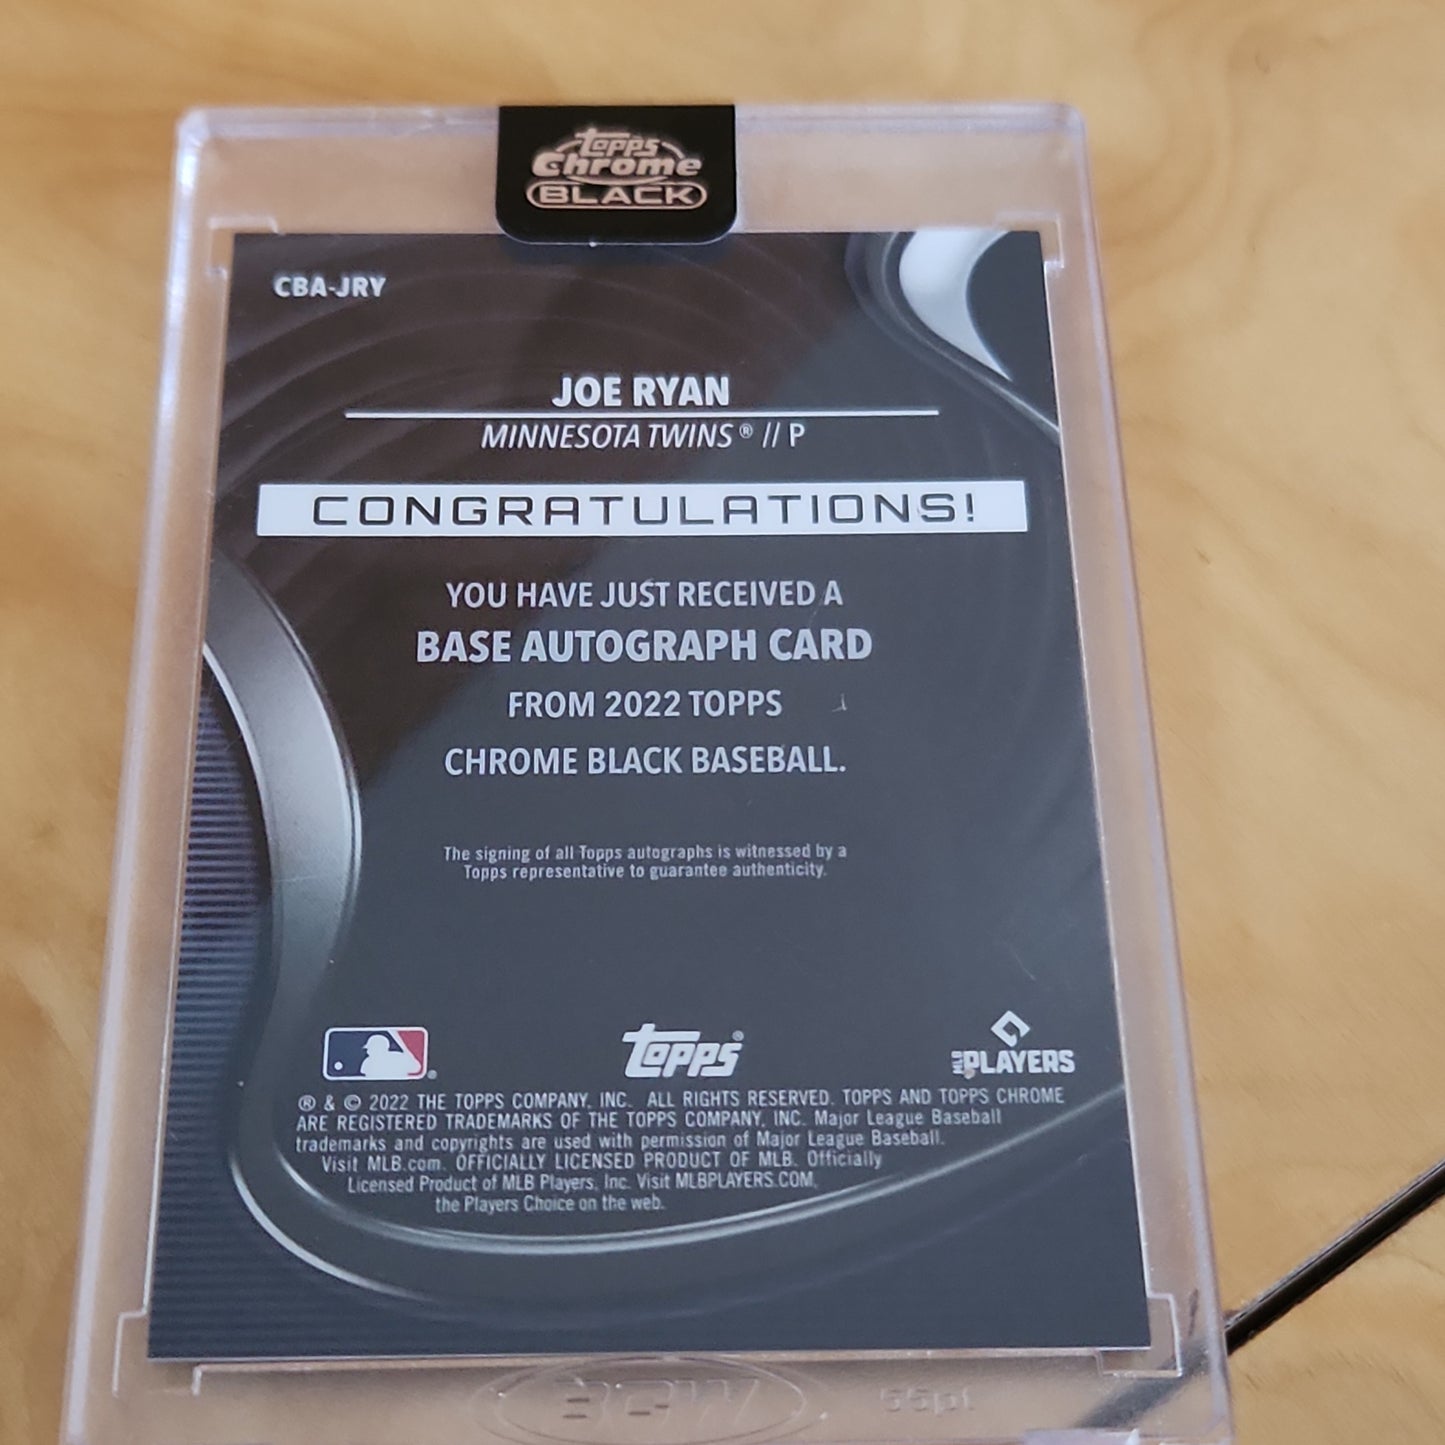 Topps
Chrome
BLACK
CBA-JRY
JOE RYAN
MINNESOTA TWINS® // P
CONGRATULATIONS!
YOU HAVE JUST RECEIVED A
BASE AUTOGRAPH CARD
FROM 2022 TOPPS
CHROME BLACK BASEBALL.
The signing of all Topps autographs is witnessed by a
Topps representative to guarantee authenticity.
Topps®
MLB PLAYERS
® & © 2022 THE TOPPS COMPANY, INC. ALL RIGHTS RESERVED. TOPPS AND TOPPS CHROME
ARE REGISTERED TRADEMARKS OF THE TOPPS COMPANY, INC. Major League Baseball
trademarks and copyrights are used with permission of Major League Baseball.
Visit MLB.com. OFFICIALLY LICENSED PRODUCT OF MLB. Officially
Licensed Product of MLB Players, Inc. Visit MLBPLAYERS.COM,
the Players Choice on the web.
BCW 55pt